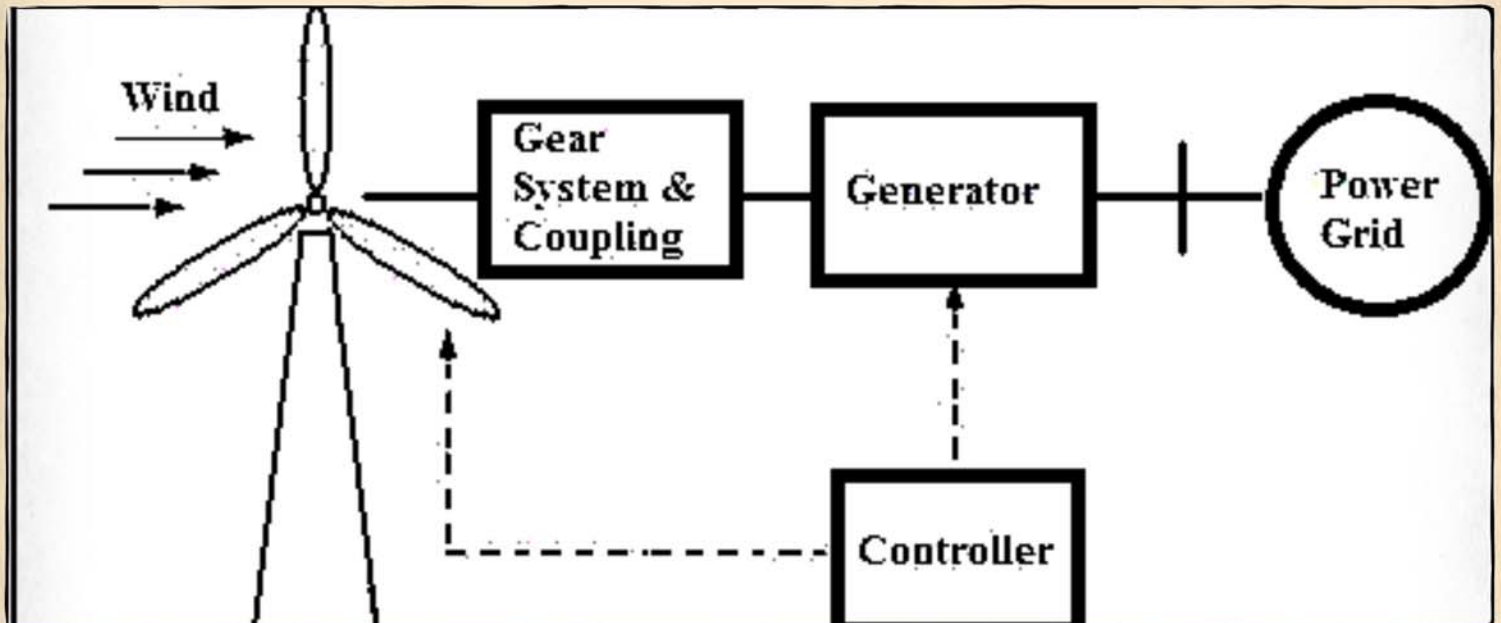 Wind
Gear
System &
Coupling
Generator
Power
Grid
Controller